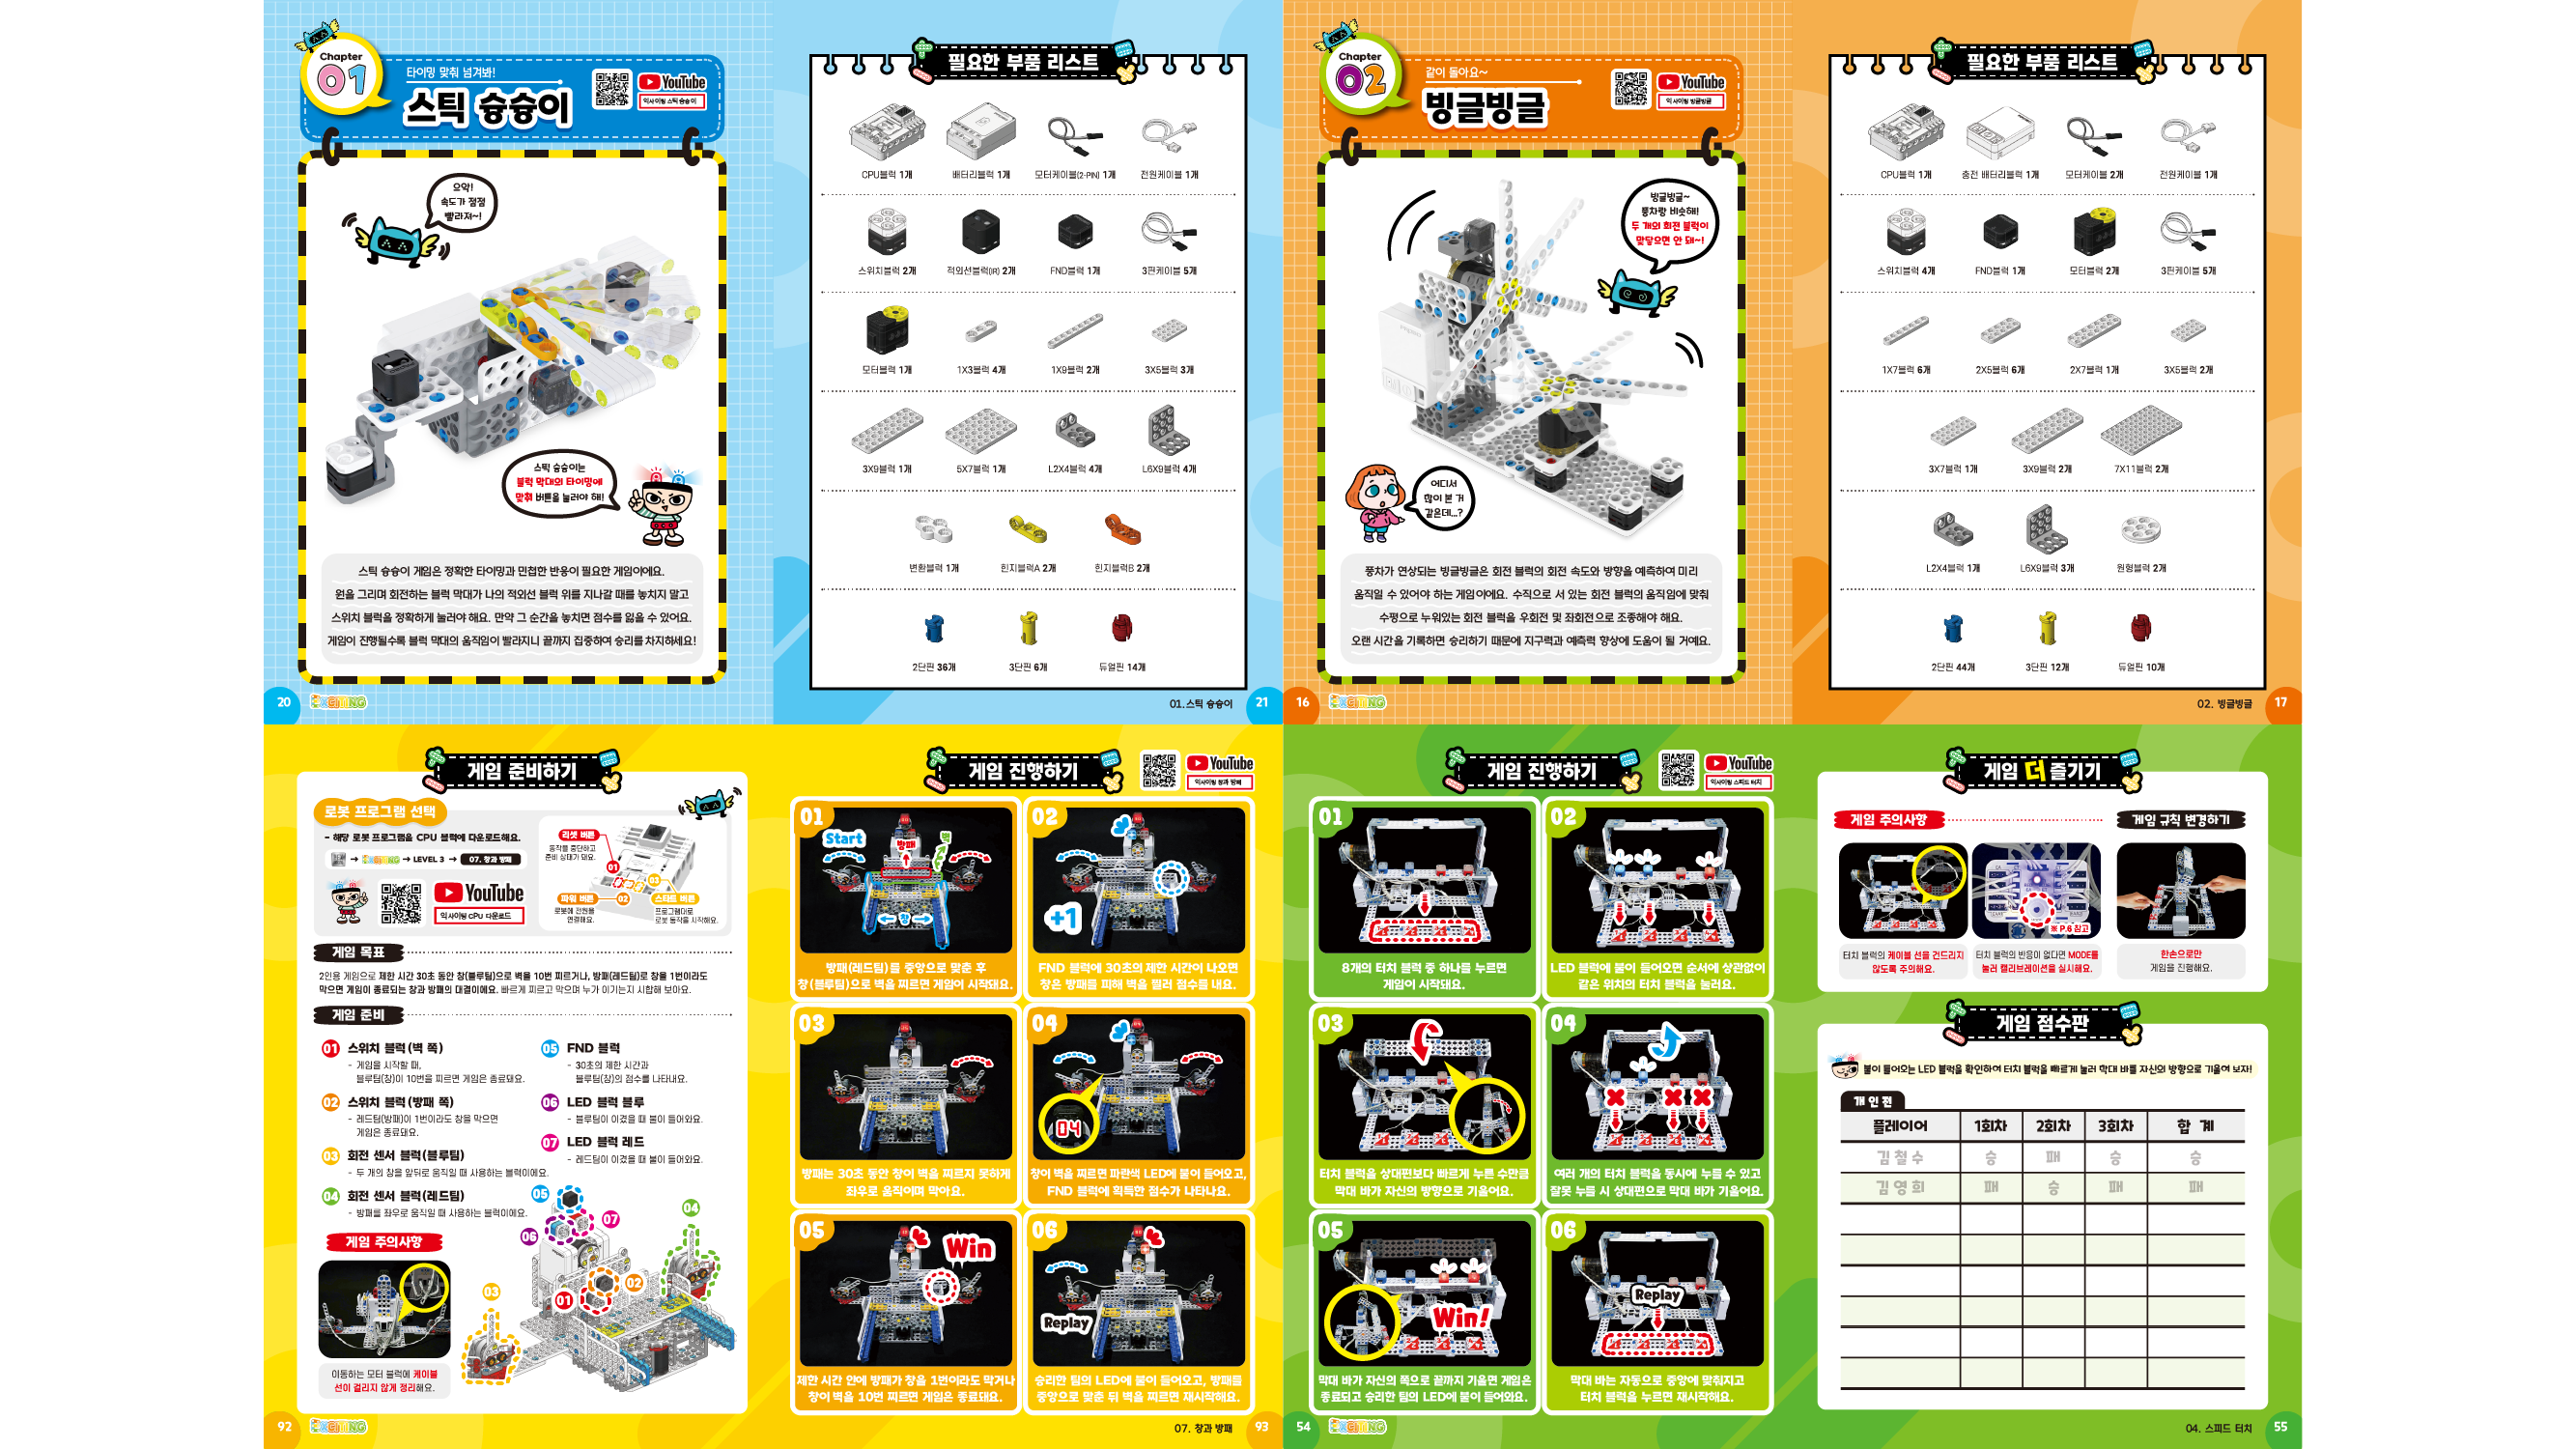 Chapter
01
타이밍 맞춰 넘겨봐!
스틱 슝슝이
YouTube
익사이팅 스틱 슝슝이
요악!
속도가 점점
빨라져~!
스틱 슝슝이는
블럭 막대의 타이밍에
맞춰 버튼을 눌러야 해!
스틱 슝슝이 게임은 정확한 타이밍과 민첩한 반응이 필요한 게임이에요.
원을 그리며 회전하는 블럭 막대가 나의 적외선 블럭 위를 지나갈 때를 놓치지 말고
스위치 블럭을 정확하게 눌러야 해요. 만약 그 순간을 놓치면 점수를 잃을 수 있어요.
게임이 진행될수록 블럭 막대의 움직임이 빨라지니 끝까지 집중하여 승리를 차지하세요!
20
EXCITING
필요한 부품 리스트
CPU블럭 1개
배터리블럭 1개
모터케이블(2-PIN) 1개
전원케이블 1개
스위치블럭 2개
적외선블럭(IR) 2개
FND블럭 1개
3핀케이블 5개
모터블럭 1개
1X3블럭 4개
1X9블럭 2개
3X5블럭 3개
3X9블럭 1개
5X7블럭 1개
L2X4블럭 4개
L6X9블럭 4개
변환블럭 1개
힌지블럭A 2개
힌지블럭B 2개
2단핀 36개
3단핀 6개
듀얼핀 14개
01.스틱 슝슝이
21
Chapter
02
같이 돌아요~
빙글빙글
YouTube
익사이팅 빙글빙글
빙글빙글~
풍차랑 비슷해!
두 개의 회전 블럭이
맞닿으면 안 돼~!
어디서
많이 본 거
같은데...?
풍차가 연상되는 빙글빙글은 회전 블럭의 회전 속도와 방향을 예측하여 미리
움직일 수 있어야 하는 게임이에요. 수직으로 서 있는 회전 블럭의 움직임에 맞춰
수평으로 누워있는 회전 블럭을 우회전 및 좌회전으로 조종해야 해요.
오랜 시간을 기록하면 승리하기 때문에 지구력과 예측력 향상에 도움이 될 거예요.
16
EXCITING
필요한 부품 리스트
CPU블럭 1개
충전 배터리블럭 1개
모터케이블 2개
전원케이블 1개
스위치블럭 4개
FND블럭 1개
모터블럭 2개
3핀케이블 5개
1X7블럭 6개
2X5블럭 6개
2X7블럭 1개
3X5블럭 2개
3X7블럭 1개
3X9블럭 2개
7X11블럭 2개
L2X4블럭 1개
L6X9블럭 3개
원형블럭 2개
2단핀 44개
3단핀 12개
듀얼핀 10개
02. 빙글빙글
17
게임 준비하기
로봇 프로그램 선택
- 해당 로봇 프로그램을 CPU 블럭에 다운로드해요.
→ EXCITING → LEVEL 3 → 07. 창과 방패
YouTube
익사이팅 CPU 다운로드
리셋 버튼
동작을 중단하고
준비 상태가 돼요.
01
02
03
파워 버튼
로봇에 전원을
연결해요.
스타트 버튼
프로그램대로
로봇 동작을 시작해요.
게임 목표
2인용 게임으로 제한 시간 30초 동안 창(블루팀)으로 벽을 10번 찌르거나, 방패(레드팀)로 창을 1번이라도
막으면 게임이 종료되는 창과 방패의 대결이에요. 빠르게 찌르고 막으며 누가 이기는지 시합해 보아요.
게임 준비
01 스위치 블럭(벽 쪽)
- 게임을 시작할 때,
블루팀(창)이 10번을 찌르면 게임은 종료돼요.
02 스위치 블럭(방패 쪽)
- 레드팀(방패)이 1번이라도 창을 막으면
게임은 종료돼요.
03 회전 센서 블럭(블루팀)
- 두 개의 창을 앞뒤로 움직일 때 사용하는 블럭이에요.
04 회전 센서 블럭(레드팀)
- 방패를 좌우로 움직일 때 사용하는 블럭이에요.
05 FND 블럭
- 30초의 제한 시간과
블루팀(창)의 점수를 나타내요.
06 LED 블럭 블루
- 블루팀이 이겼을 때 불이 들어와요.
07 LED 블럭 레드
- 레드팀이 이겼을 때 불이 들어와요.
게임 주의사항
이동하는 모터 블럭에 케이블
선이 걸리지 않게 정리해요.
05
07
04
06
02
01
03
92
EXCITING
게임 진행하기
YouTube
익사이팅 창과 방패
01
Start
방패
벽
창
방패(레드팀)를 중앙으로 맞춘 후
창(블루팀)으로 벽을 찌르면 게임이 시작돼요.
02
+1
FND 블럭에 30초의 제한 시간이 나오면
창은 방패를 피해 벽을 찔러 점수를 내요.
03
방패는 30초 동안 창이 벽을 찌르지 못하게
좌우로 움직이며 막아요.
04
04
창이 벽을 찌르면 파란색 LED에 불이 들어오고,
FND 블럭에 획득한 점수가 나타나요.
05
Win
제한 시간 안에 방패가 창을 1번이라도 막거나
창이 벽을 10번 찌르면 게임은 종료돼요.
06
Replay
승리한 팀의 LED에 불이 들어오고, 방패를
중앙으로 맞춘 뒤 벽을 찌르면 재시작해요.
07. 창과 방패
93
게임 진행하기
YouTube
익사이팅 스피드 터치
01
8개의 터치 블럭 중 하나를 누르면
게임이 시작돼요.
02
LED 블럭에 불이 들어오면 순서에 상관없이
같은 위치의 터치 블럭을 눌러요.
03
터치 블럭을 상대편보다 빠르게 누른 수만큼
막대 바가 자신의 방향으로 기울어요.
04
여러 개의 터치 블럭을 동시에 누를 수 있고
잘못 누를 시 상대편으로 막대 바가 기울어요.
05
Win!
막대 바가 자신의 쪽으로 끝까지 기울면 게임은
종료되고 승리한 팀의 LED에 불이 들어와요.
06
Replay
막대 바는 자동으로 중앙에 맞춰지고
터치 블럭을 누르면 재시작해요.
54
EXCITING
게임 더 즐기기
게임 주의사항
게임 규칙 변경하기
※ P.6 참고
터치 블럭의 케이블 선을 건드리지
않도록 주의해요.
터치 블럭의 반응이 없다면 MODE를
눌러 캘리브레이션을 실시해요.
한손으로만
게임을 진행해요.
게임 점수판
불이 들어오는 LED 블럭을 확인하여 터치 블럭을 빠르게 눌러 막대 바를 자신의 방향으로 기울여 보자!
개인전
플레이어 1회차 2회차 3회차 합 계
김철수 승 패 승 승
김영희 패 승 패 패
04. 스피드 터치
55